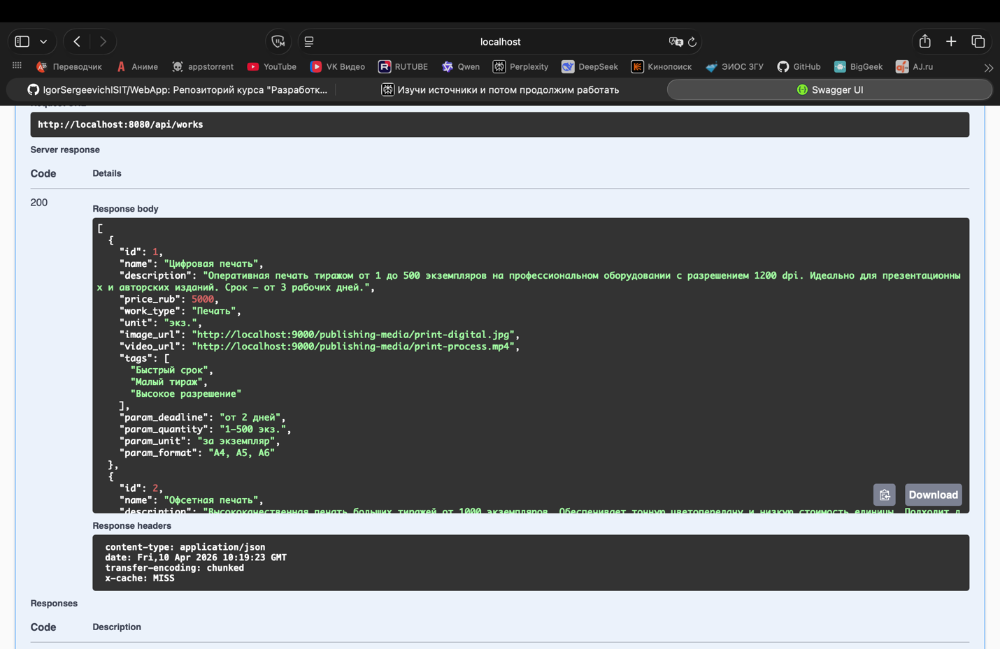 localhost
Переводчик
Аниме
appstorrent
YouTube
VK Видео
RUTUBE
Qwen
Perplexity
DeepSeek
Кинопоиск
ЭИОС ЗГУ
GitHub
BigGeek
AJ.ru
IgorSergeevichISIT/WebApp: Репозиторий курса "Разработк...
Изучи источники и потом продолжим работать
Swagger UI
Request URL
http://localhost:8080/api/works
Server response
Code Details
200
Response body
[
{
"id": 1,
"name": "Цифровая печать",
"description": "Оперативная печать тиражом от 1 до 500 экземпляров на профессиональном оборудовании с разрешением 1200 dpi. Идеально для презентационны
х и авторских изданий. Срок – от 3 рабочих дней.",
"price_rub": 5000,
"work_type": "Печать",
"unit": "экз.",
"image_url": "http://localhost:9000/publishing-media/print-digital.jpg",
"video_url": "http://localhost:9000/publishing-media/print-process.mp4",
"tags": [
"Быстрый срок",
"Малый тираж",
"Высокое разрешение"
],
"param_deadline": "от 2 дней",
"param_quantity": "1–500 экз.",
"param_unit": "за экземпляр",
"param_format": "A4, A5, A6"
},
{
"id": 2,
"name": "Офсетная печать",
"description": "Высококачественная печать больших тиражей от 1000 экземпляров. Обеспечивает точную цветопередачу и низкую стоимость единицы. Подходит д
Download
Response headers
content-type: application/json
date: Fri,10 Apr 2026 10:19:23 GMT
transfer-encoding: chunked
x-cache: MISS
Responses
Code Description